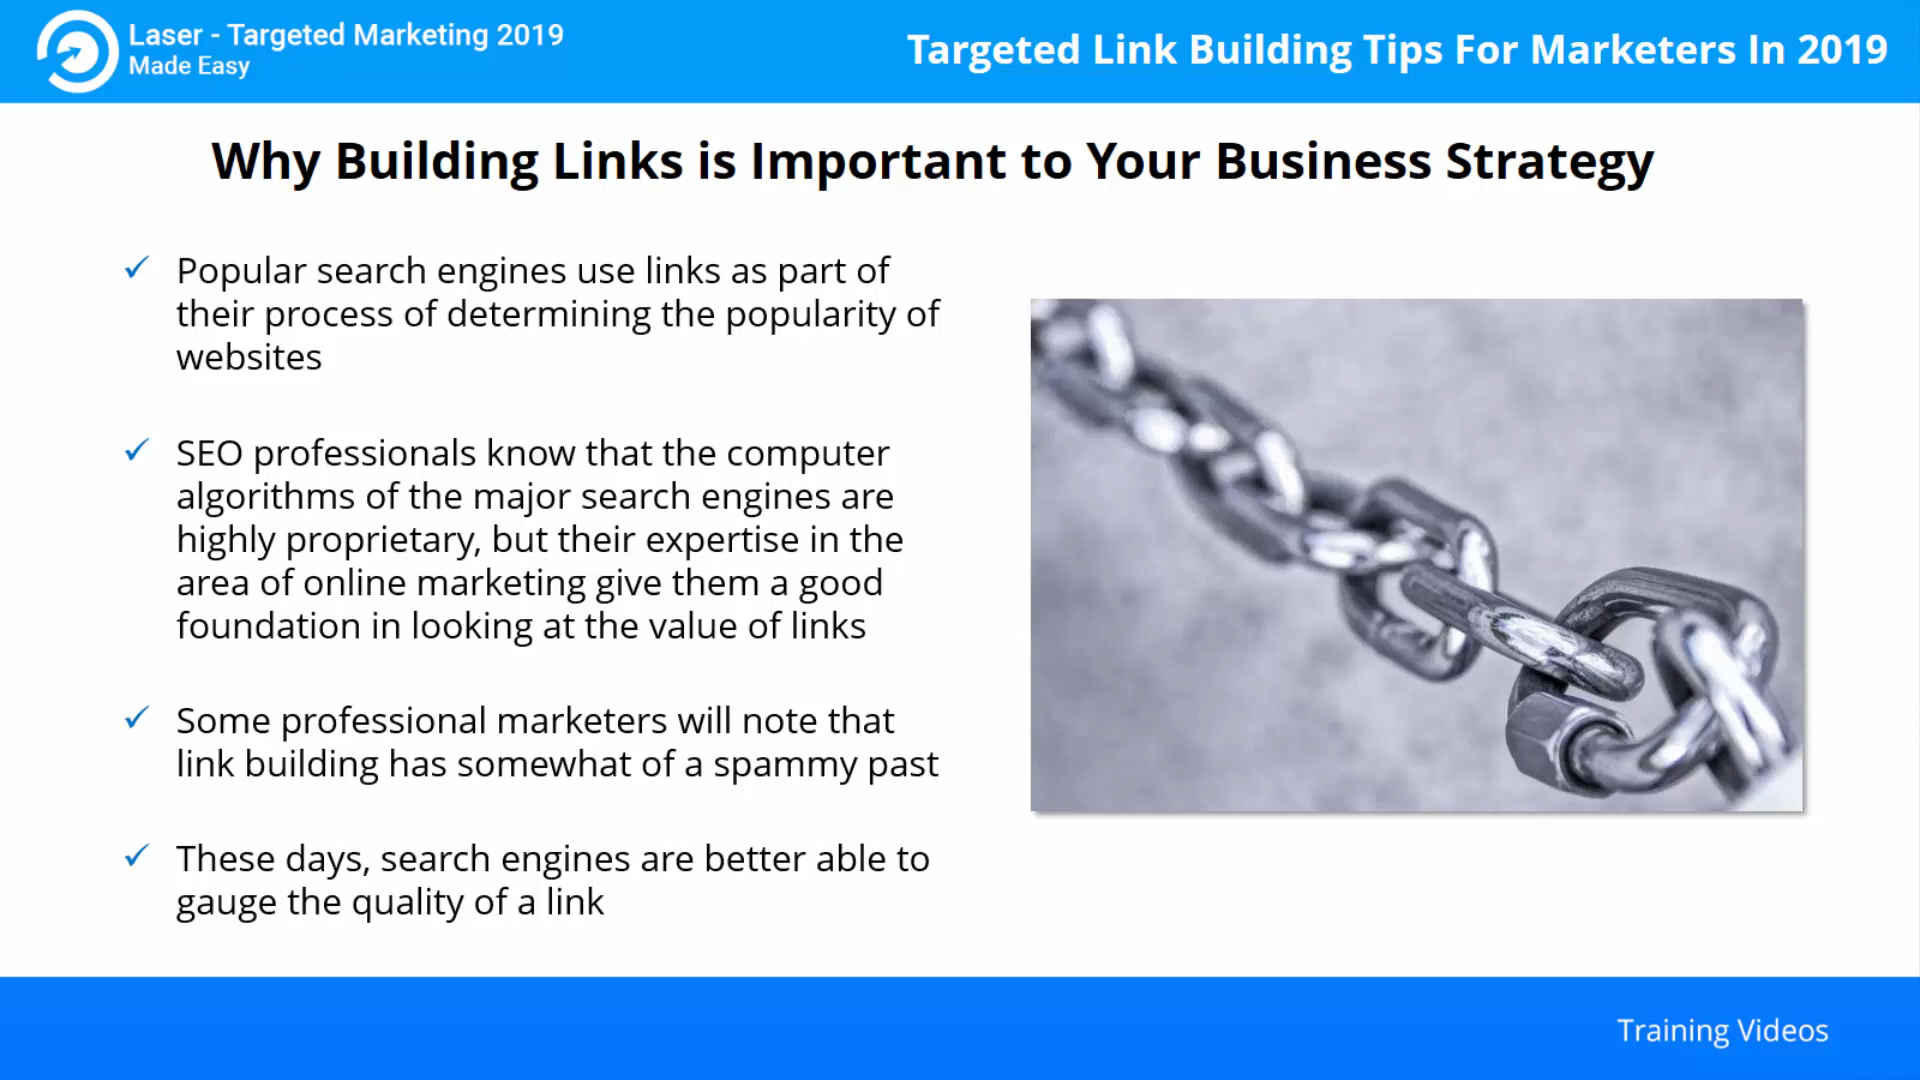 Laser - Targeted Marketing 2019
Made Easy
Targeted Link Building Tips For Marketers In 2019
Why Building Links is Important to Your Business Strategy
Popular search engines use links as part of
their process of determining the popularity of
websites
SEO professionals know that the computer
algorithms of the major search engines are
highly proprietary, but their expertise in the
area of online marketing give them a good
foundation in looking at the value of links
Some professional marketers will note that
link building has somewhat of a spammy past
These days, search engines are better able to
gauge the quality of a link
Training Videos